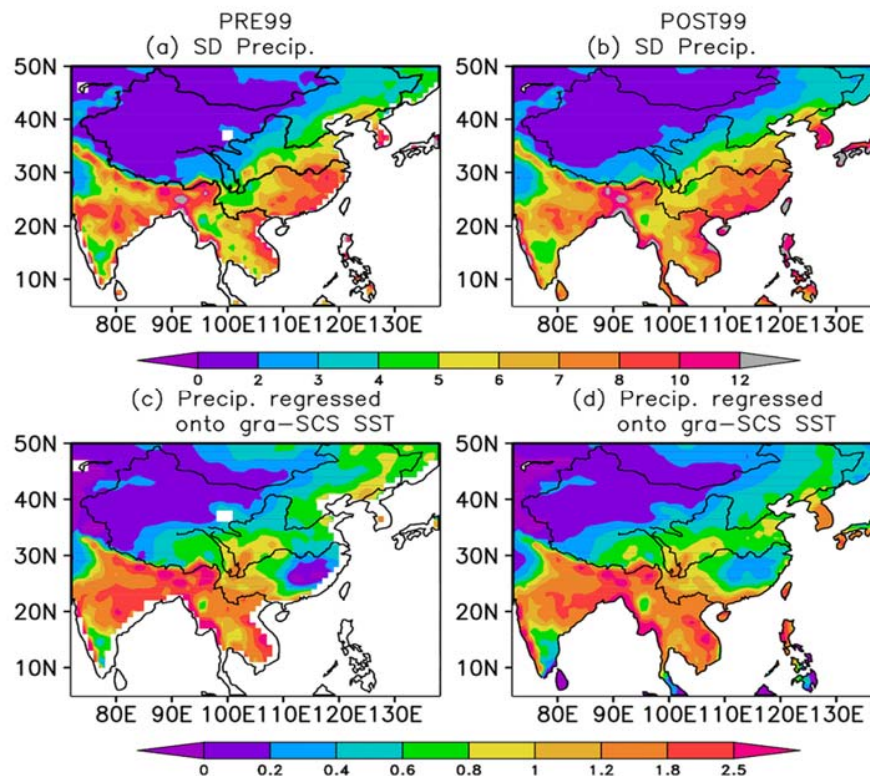 PRE99 POST99
(a) SD Precip. (b) SD Precip.
50N 50N
40N 40N
30N 30N
20N 20N
10N 10N
80E 90E 100E110E120E130E 80E 90E 100E110E120E130E
0 2 3 4 5 6 7 8 10 12
(c) Precip. regressed (d) Precip. regressed
onto gra-SCS SST onto gra-SCS SST
50N 50N
40N 40N
30N 30N
20N 20N
10N 10N
80E 90E 100E110E120E130E 80E 90E 100E110E120E130E
0 0.2 0.4 0.6 0.8 1 1.2 1.8 2.5